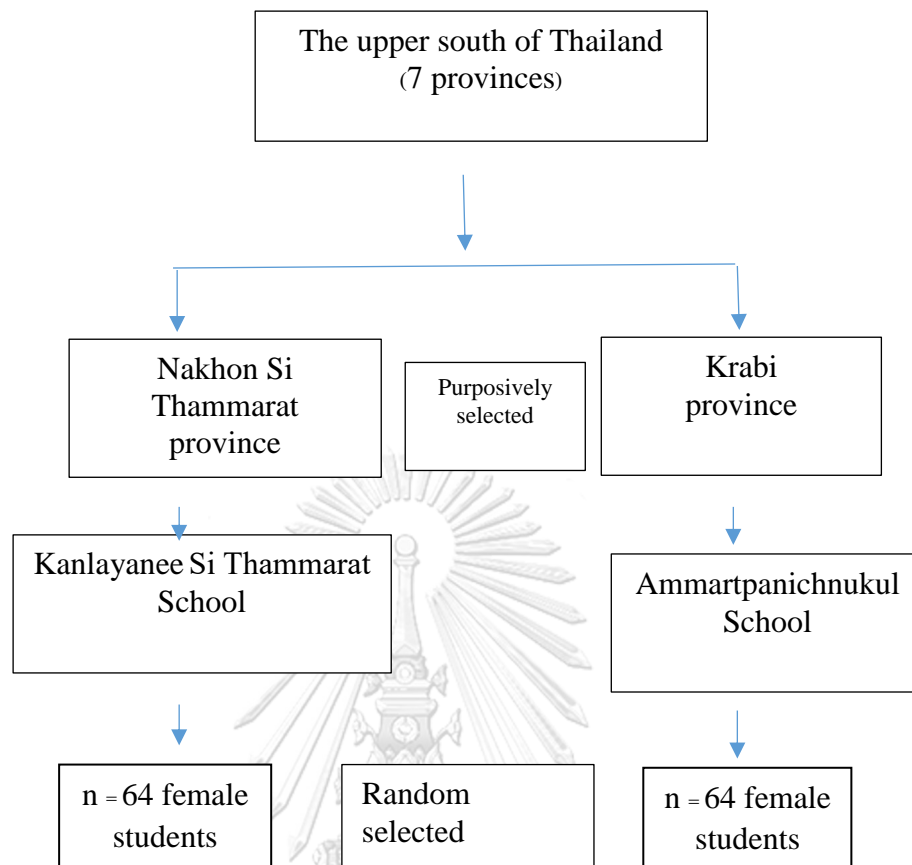 The upper south of Thailand
(7 provinces)
Nakhon Si
Thammarat
province
Purposively
selected
Krabi
province
Kanlayanee Si Thammarat
School
Ammartpanichnukul
School
n = 64 female
students
Random
selected
n = 64 female
students